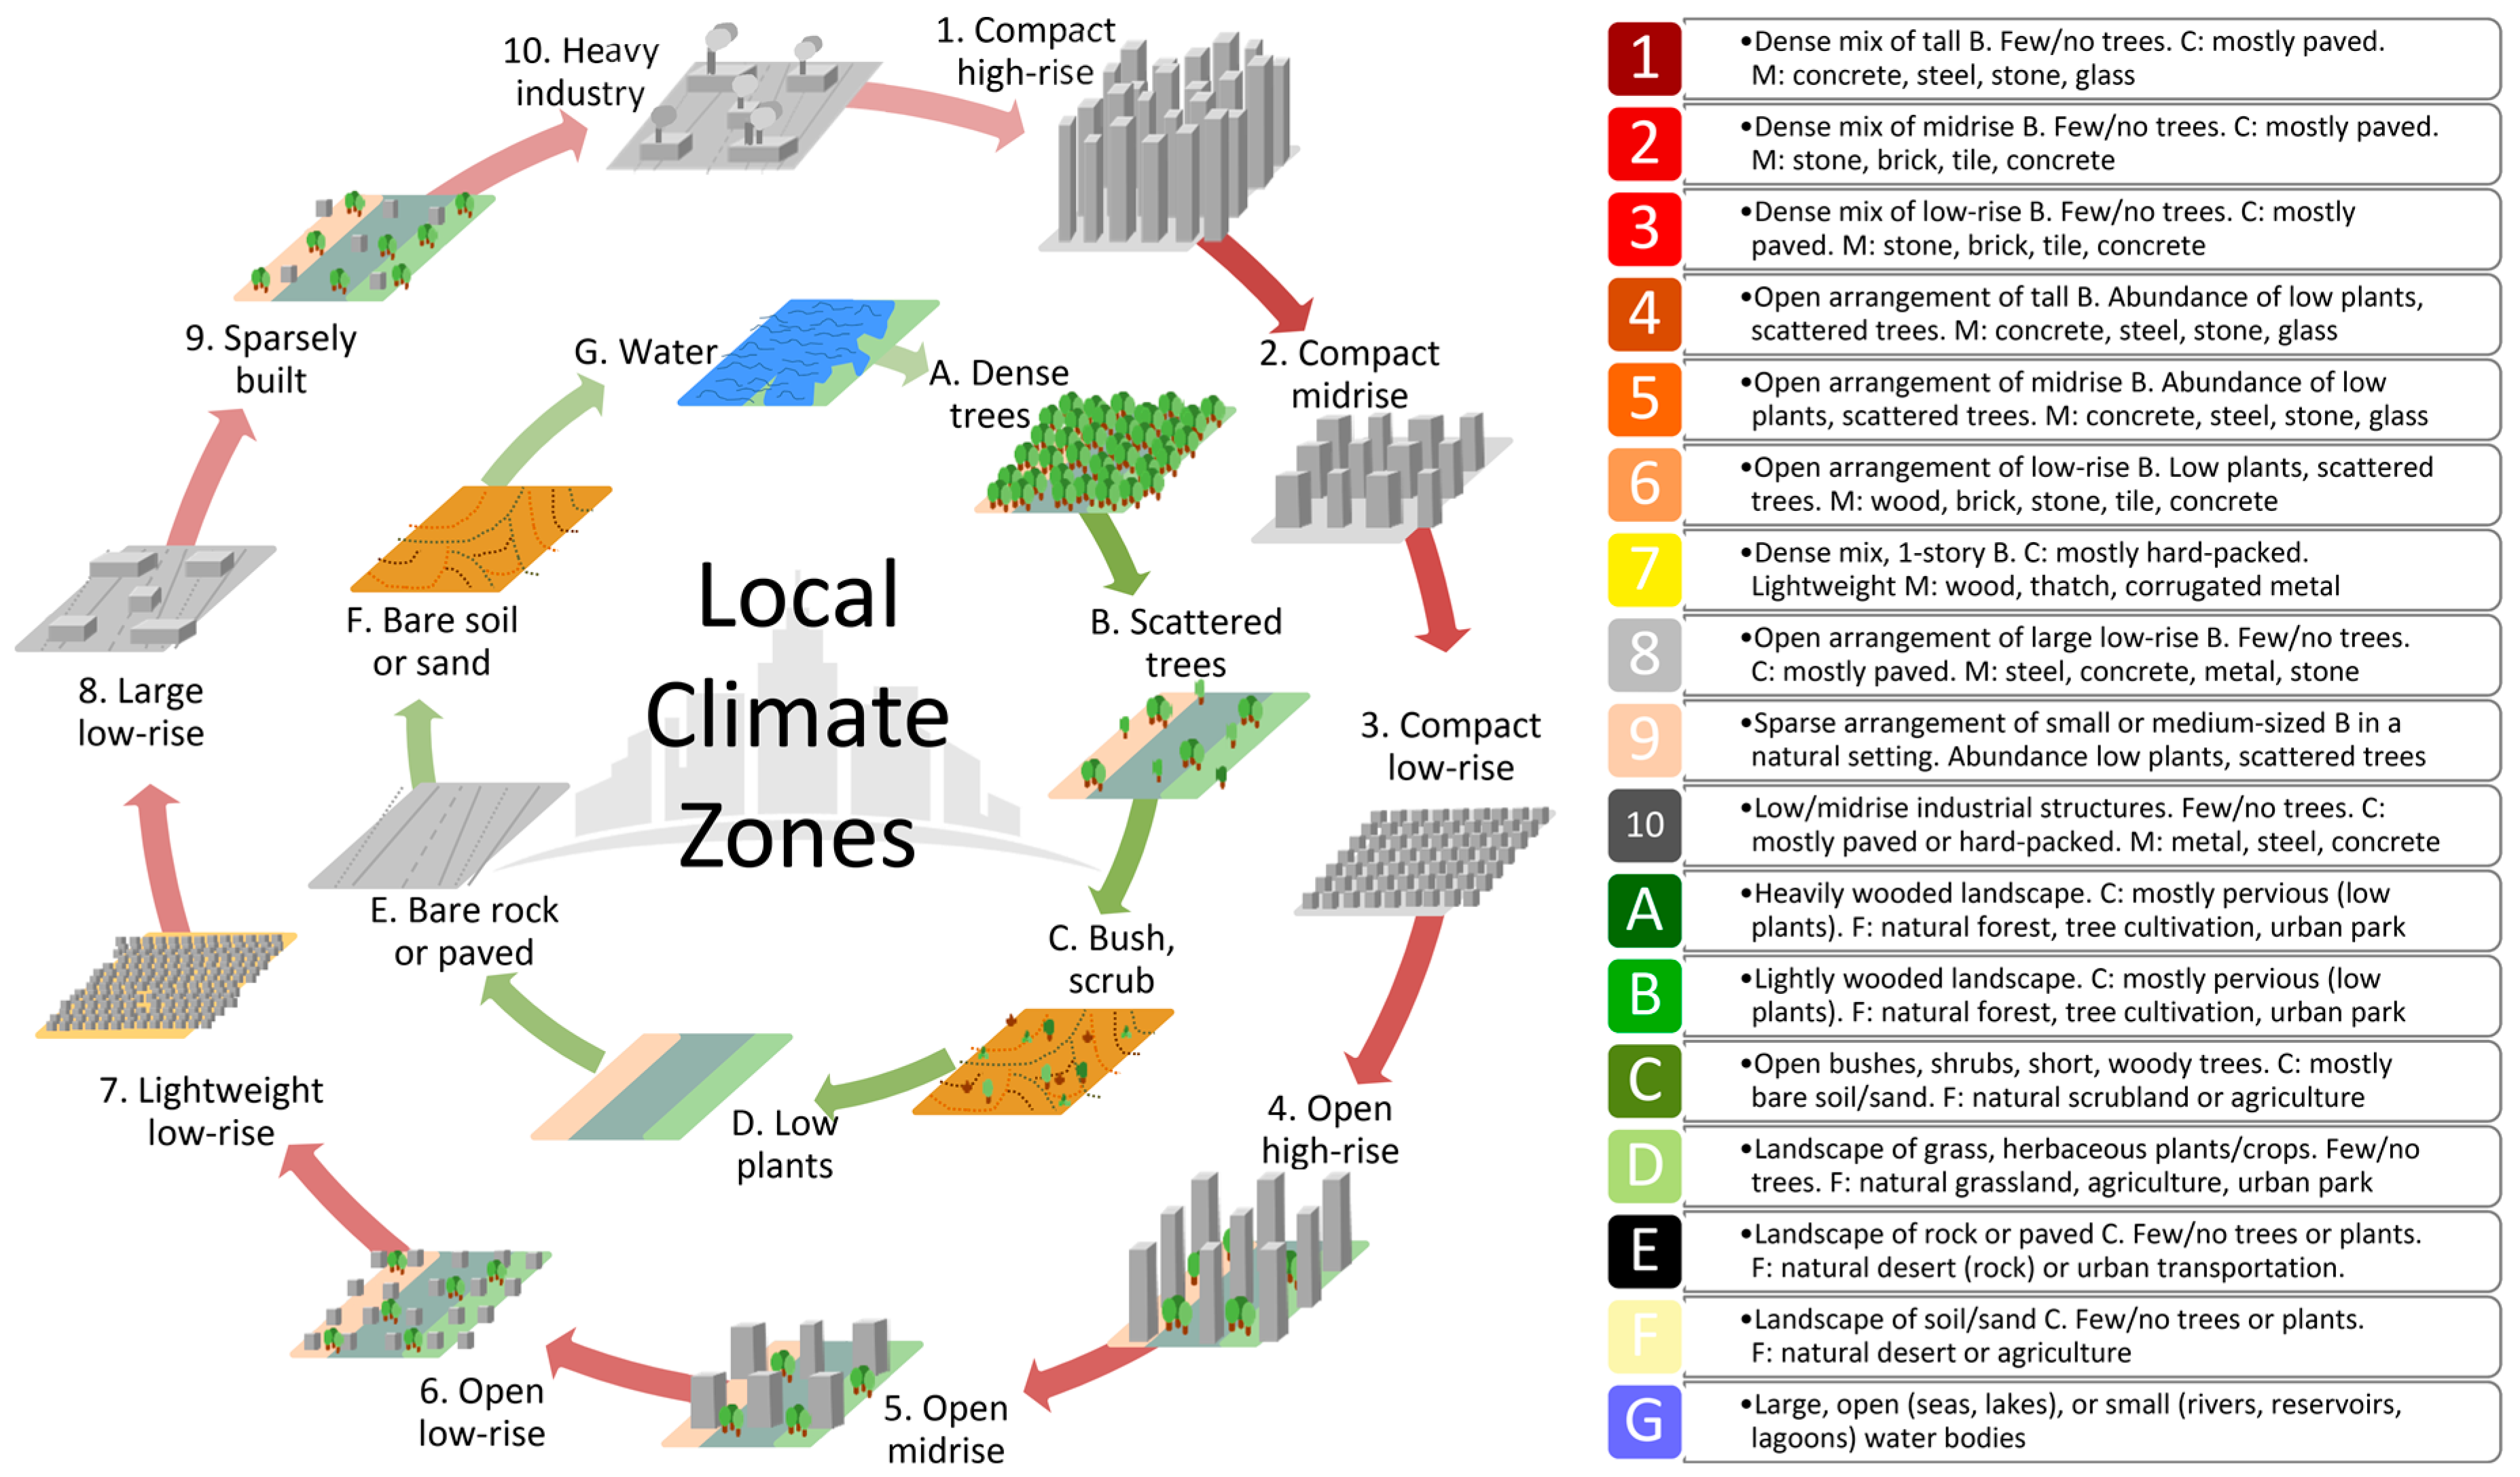 10. Heavy
industry
1. Compact
high-rise
9. Sparsely
built
G. Water
A. Dense
trees
2. Compact
midrise
F. Bare soil
or sand
Local
Climate
Zones
B. Scattered
trees
8. Large
low-rise
3. Compact
low-rise
E. Bare rock
or paved
C. Bush,
scrub
7. Lightweight
low-rise
D. Low
plants
4. Open
high-rise
6. Open
low-rise
5. Open
midrise
1
•Dense mix of tall B. Few/no trees. C: mostly paved.
M: concrete, steel, stone, glass
2
•Dense mix of midrise B. Few/no trees. C: mostly paved.
M: stone, brick, tile, concrete
3
•Dense mix of low-rise B. Few/no trees. C: mostly
paved. M: stone, brick, tile, concrete
4
•Open arrangement of tall B. Abundance of low plants,
scattered trees. M: concrete, steel, stone, glass
5
•Open arrangement of midrise B. Abundance of low
plants, scattered trees. M: concrete, steel, stone, glass
6
•Open arrangement of low-rise B. Low plants, scattered
trees. M: wood, brick, stone, tile, concrete
7
•Dense mix, 1-story B. C: mostly hard-packed.
Lightweight M: wood, thatch, corrugated metal
8
•Open arrangement of large low-rise B. Few/no trees.
C: mostly paved. M: steel, concrete, metal, stone
9
•Sparse arrangement of small or medium-sized B in a
natural setting. Abundance low plants, scattered trees
10
•Low/midrise industrial structures. Few/no trees. C:
mostly paved or hard-packed. M: metal, steel, concrete
A
•Heavily wooded landscape. C: mostly pervious (low
plants). F: natural forest, tree cultivation, urban park
B
•Lightly wooded landscape. C: mostly pervious (low
plants). F: natural forest, tree cultivation, urban park
C
•Open bushes, shrubs, short, woody trees. C: mostly
bare soil/sand. F: natural scrubland or agriculture
D
•Landscape of grass, herbaceous plants/crops. Few/no
trees. F: natural grassland, agriculture, urban park
E
•Landscape of rock or paved C. Few/no trees or plants.
F: natural desert (rock) or urban transportation.
F
•Landscape of soil/sand C. Few/no trees or plants.
F: natural desert or agriculture
G
•Large, open (seas, lakes), or small (rivers, reservoirs,
lagoons) water bodies